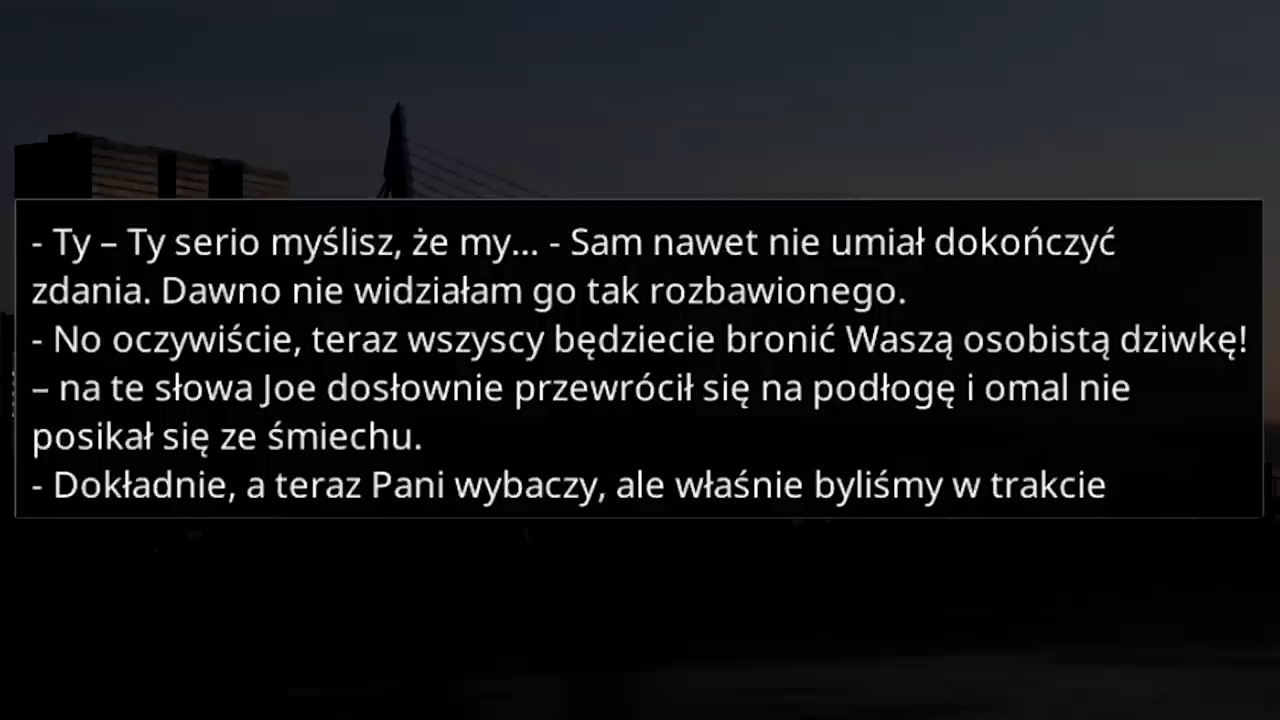 - Ty – Ty serio myślisz, że my... - Sam nawet nie umiał dokończyć
zdania. Dawno nie widziałam go tak rozbawionego.
- No oczywiście, teraz wszyscy będziecie bronić Waszą osobistą dziwkę!
– na te słowa Joe dosłownie przewrócił się na podłogę i omal nie
posikał się ze śmiechu.
- Dokładnie, a teraz Pani wybaczy, ale właśnie byliśmy w trakcie